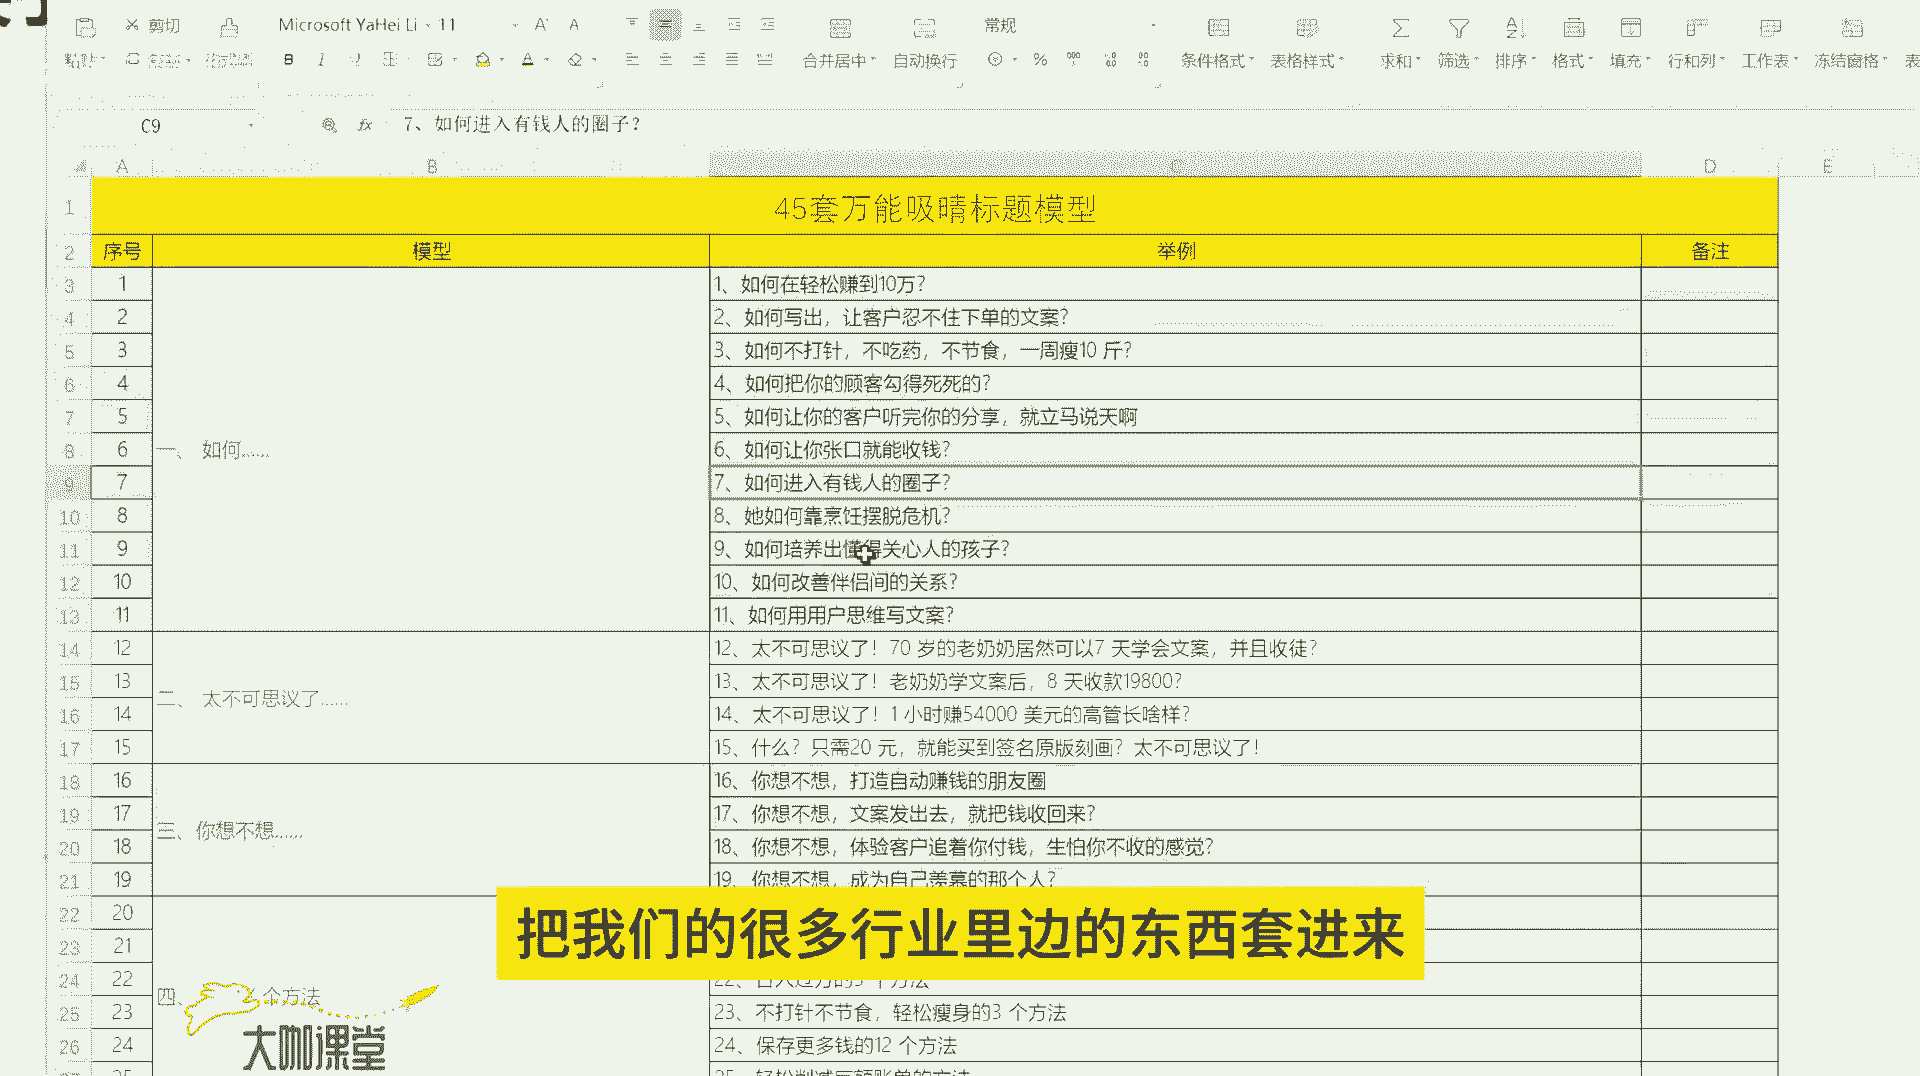 剪切
Microsoft YaHei Li
11
常规
B
I
A
合并居中
自动换行
%
条件格式
表格样式
求和
筛选
排序
格式
填充
行和列
工作表
冻结窗格
C9
fx
7、如何进入有钱人的圈子？
A B C D E
1 45套万能吸睛标题模型
2 序号 模型 举例 备注
3 1 1、如何在轻松赚到10万？
4 2 2、如何写出，让客户忍不住下单的文案？
5 3 3、如何不打针，不吃药，不节食，一周瘦10 斤？
6 4 4、如何把你的顾客勾得死死的？
7 5 5、如何让你的客户听完你的分享，就立马说天啊
8 6 一、 如何...... 6、如何让你张口就能收钱？
9 7 7、如何进入有钱人的圈子？
10 8 8、她如何靠烹饪摆脱危机？
11 9 9、如何培养出懂得关心人的孩子？
12 10 10、如何改善伴侣间的关系？
13 11 11、如何用用户思维写文案？
14 12 12、太不可思议了！70 岁的老奶奶居然可以7 天学会文案，并且收徒？
15 13 二、 太不可思议了...... 13、太不可思议了！老奶奶学文案后，8 天收款19800？
16 14 14、太不可思议了！1 小时赚54000 美元的高管长啥样？
17 15 15、什么？只需20 元，就能买到签名原版刻画？太不可思议了！
18 16 16、你想不想，打造自动赚钱的朋友圈
19 17 三、你想不想...... 17、你想不想，文案发出去，就把钱收回来？
20 18 18、你想不想，体验客户追着你付钱，生怕你不收的感觉？
21 19 19、你想不想，成为自己羡慕的那个人？
22 20
把我们的很多行业里边的东西套进来
23 21
24 22
四、 个方法
25 23 23、不打针不节食，轻松瘦身的3 个方法
26 24 24、保存更多钱的12 个方法
大咖课堂